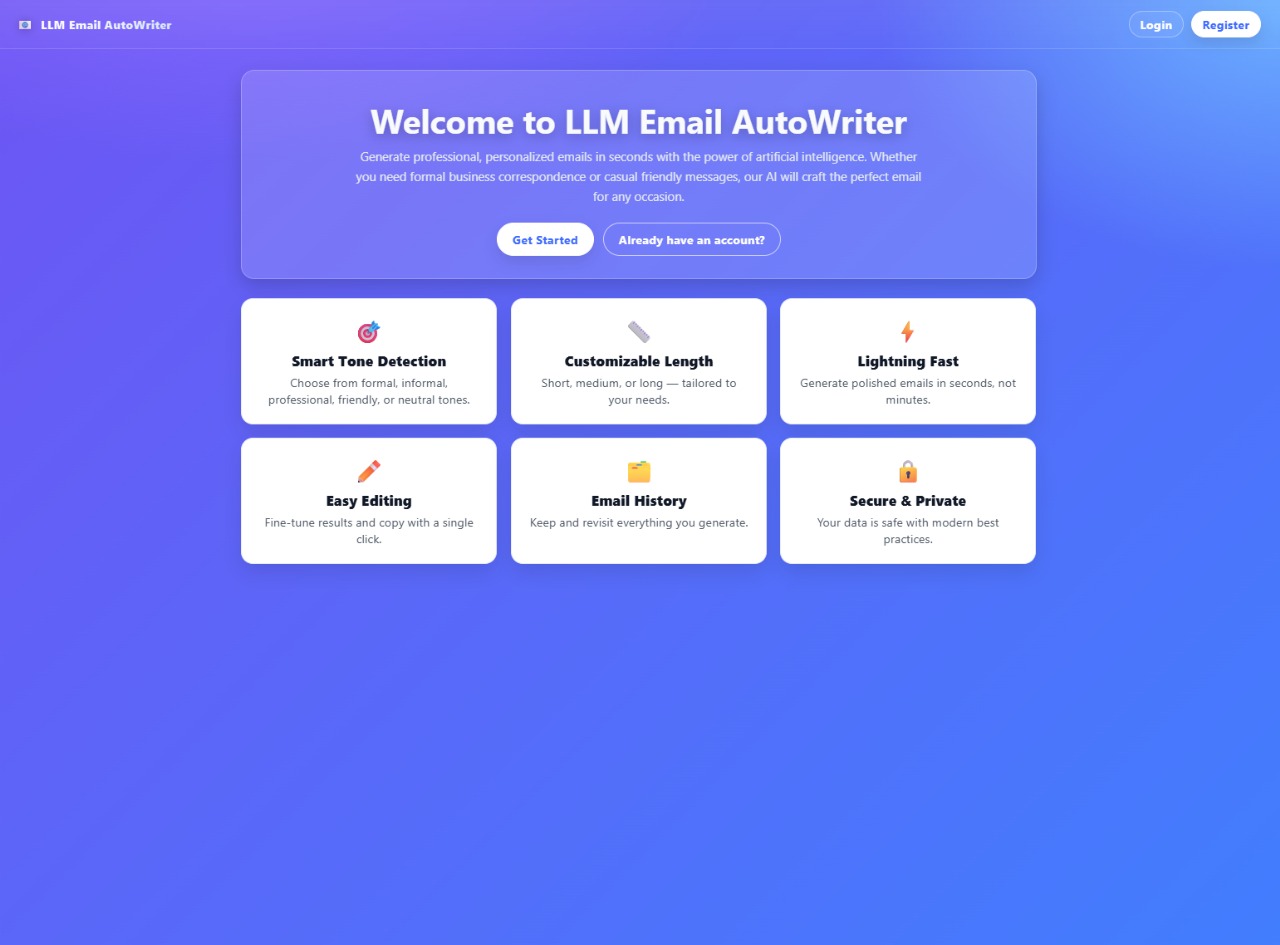 LLM Email AutoWriter
Login
Register
Welcome to LLM Email AutoWriter
Generate professional, personalized emails in seconds with the power of artificial intelligence. Whether
you need formal business correspondence or casual friendly messages, our AI will craft the perfect email
for any occasion.
Get Started
Already have an account?
Smart Tone Detection
Choose from formal, informal,
professional, friendly, or neutral tones.
Customizable Length
Short, medium, or long — tailored to
your needs.
Lightning Fast
Generate polished emails in seconds, not
minutes.
Easy Editing
Fine-tune results and copy with a single
click.
Email History
Keep and revisit everything you generate.
Secure & Private
Your data is safe with modern best
practices.